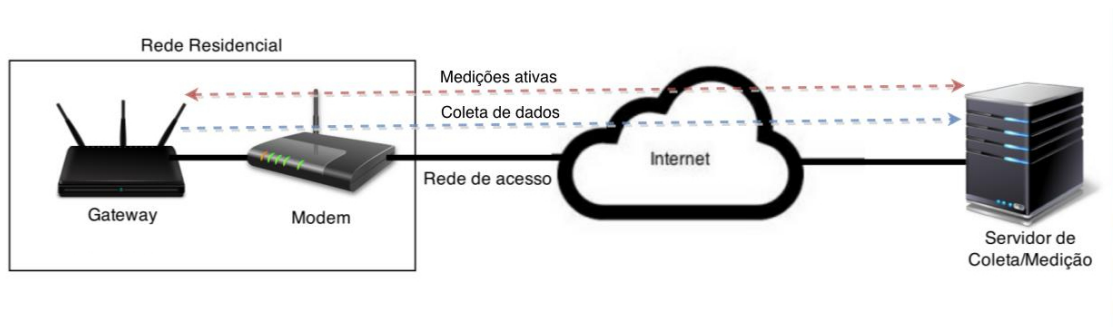 Rede Residencial
Medições ativas
Coleta de dados
Internet
Rede de acesso
Gateway
Modem
Servidor de
Coleta/Medição